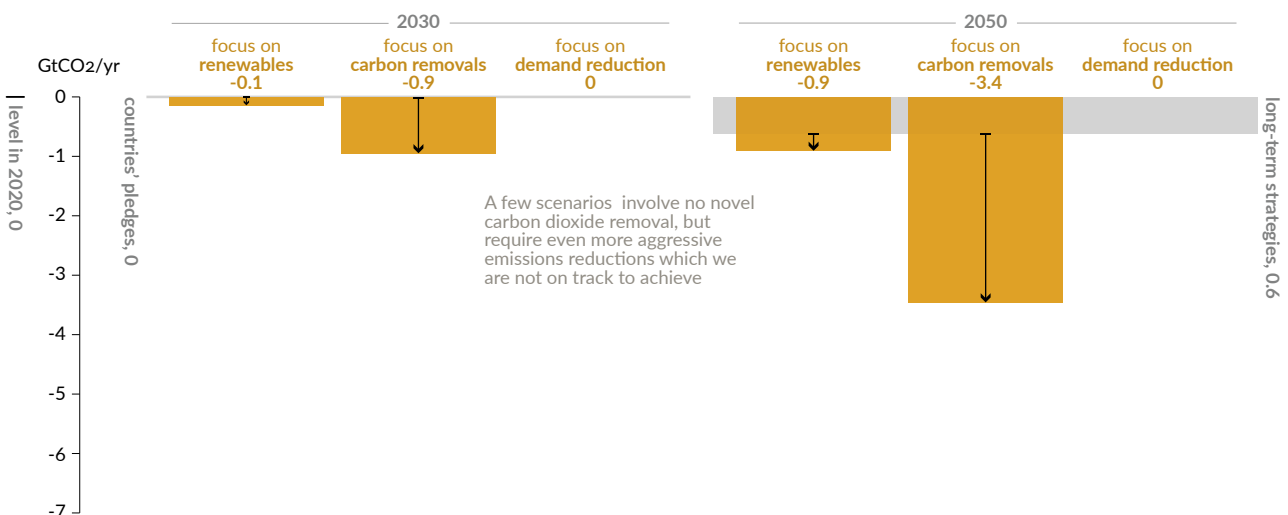 2030
2050
focus on
renewables
-0.1
focus on
carbon removals
-0.9
focus on
demand reduction
0
focus on
renewables
-0.9
focus on
carbon removals
-3.4
focus on
demand reduction
0
GtCO2/yr
0
-1
-2
-3
-4
-5
-6
-7
level in 2020, 0
countries' pledges, 0
A few scenarios  involve no novel
carbon dioxide removal, but
require even more aggressive
emissions reductions which we
are not on track to achieve
long-term strategies, 0.6